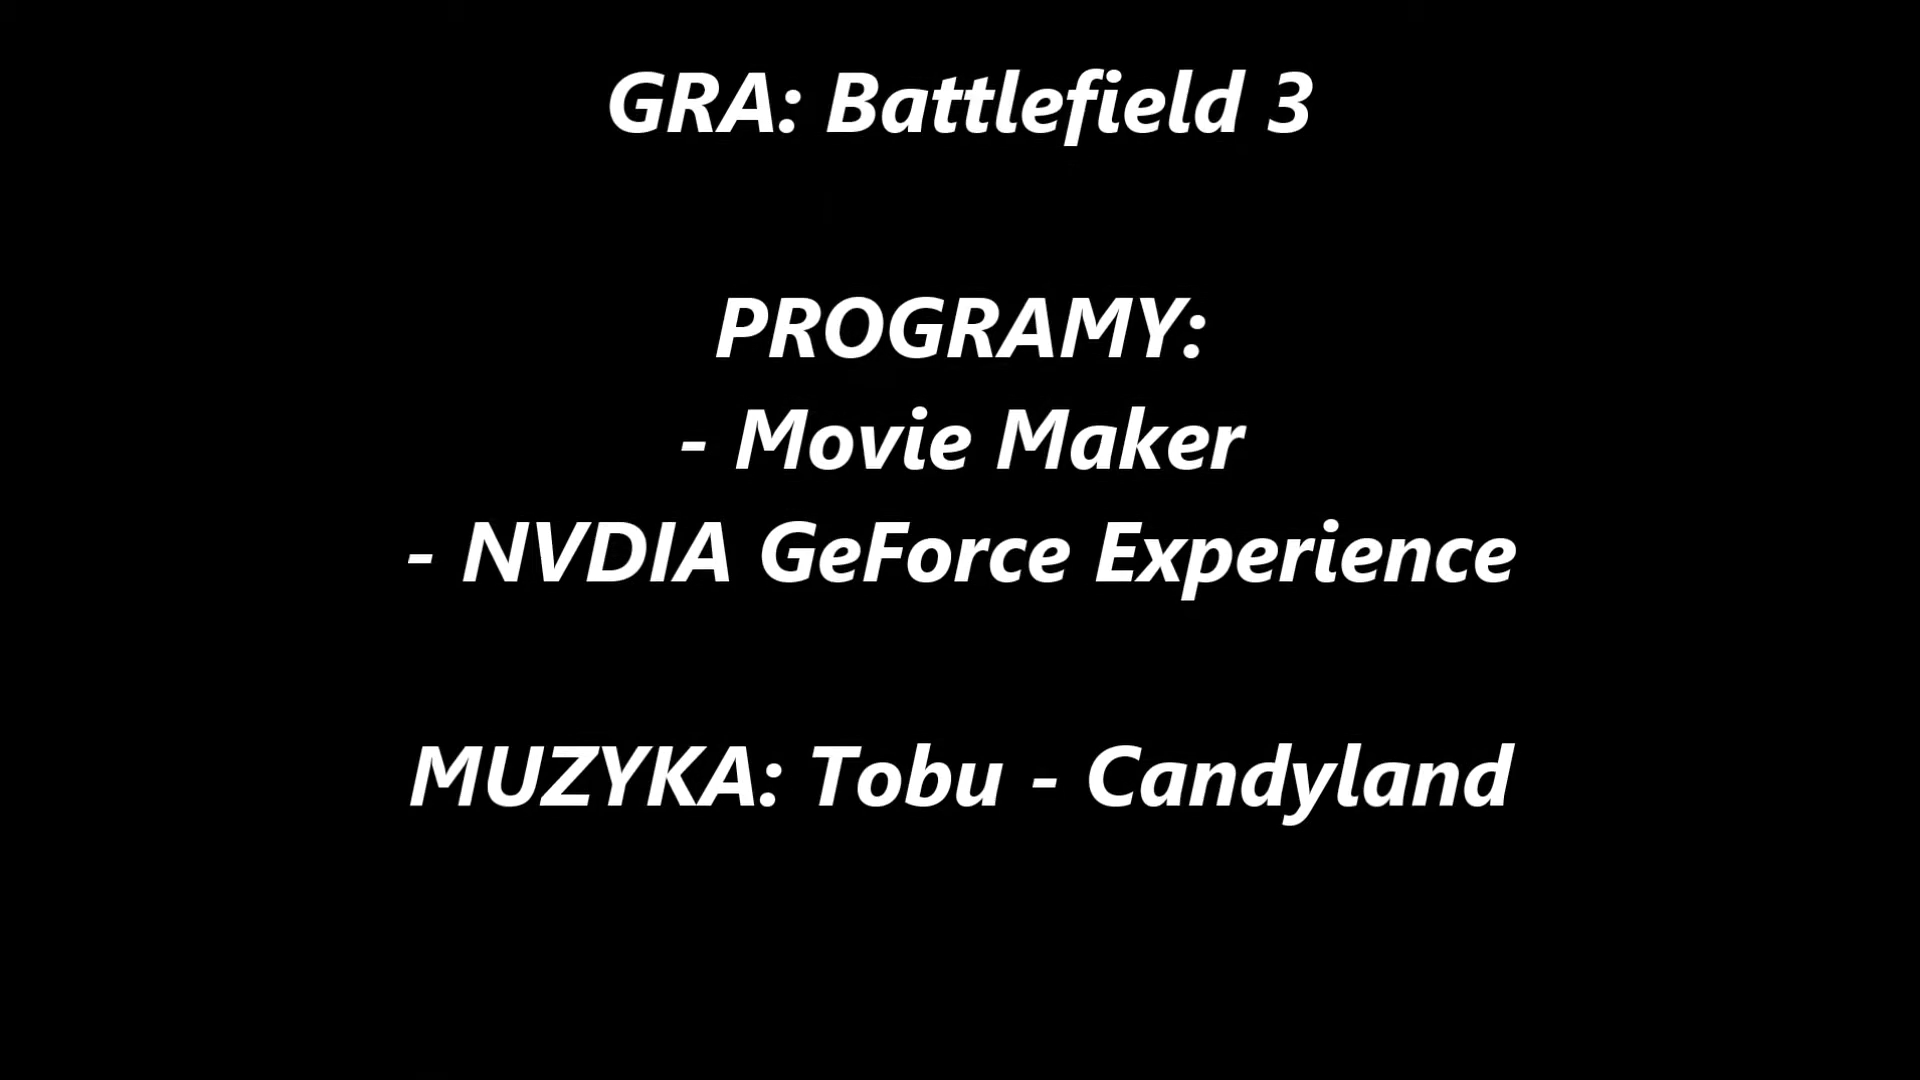 GRA: Battlefield 3
PROGRAMY:
- Movie Maker
- NVDIA GeForce Experience
MUZYKA: Tobu - Candyland